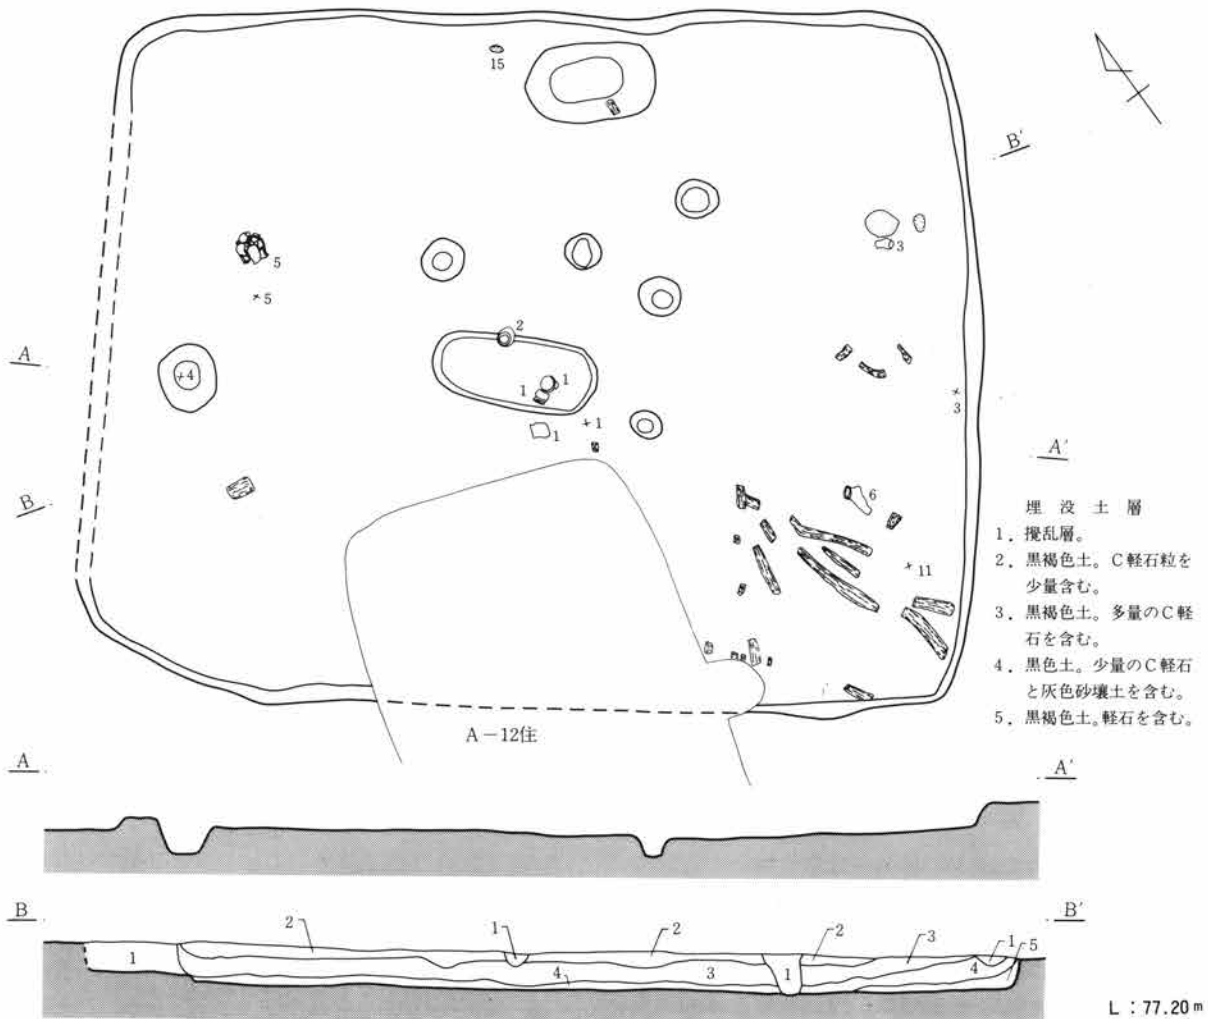 15
B'
3
5
5
2
A
4
1
1
3
1
1
A'
B
6
埋没土層
1. 攪乱層。
2. 黒褐色土。C軽石粒を
少量含む。
11
3. 黒褐色土。多量のC軽
石を含む。
4. 黒色土。少量のC軽石
と灰色砂壌土を含む。
5. 黒褐色土。軽石を含む。
A-12住
A
A'
B
B'
2
1
2
2
3
1
5
1
4
3
1
4
L:77.20m